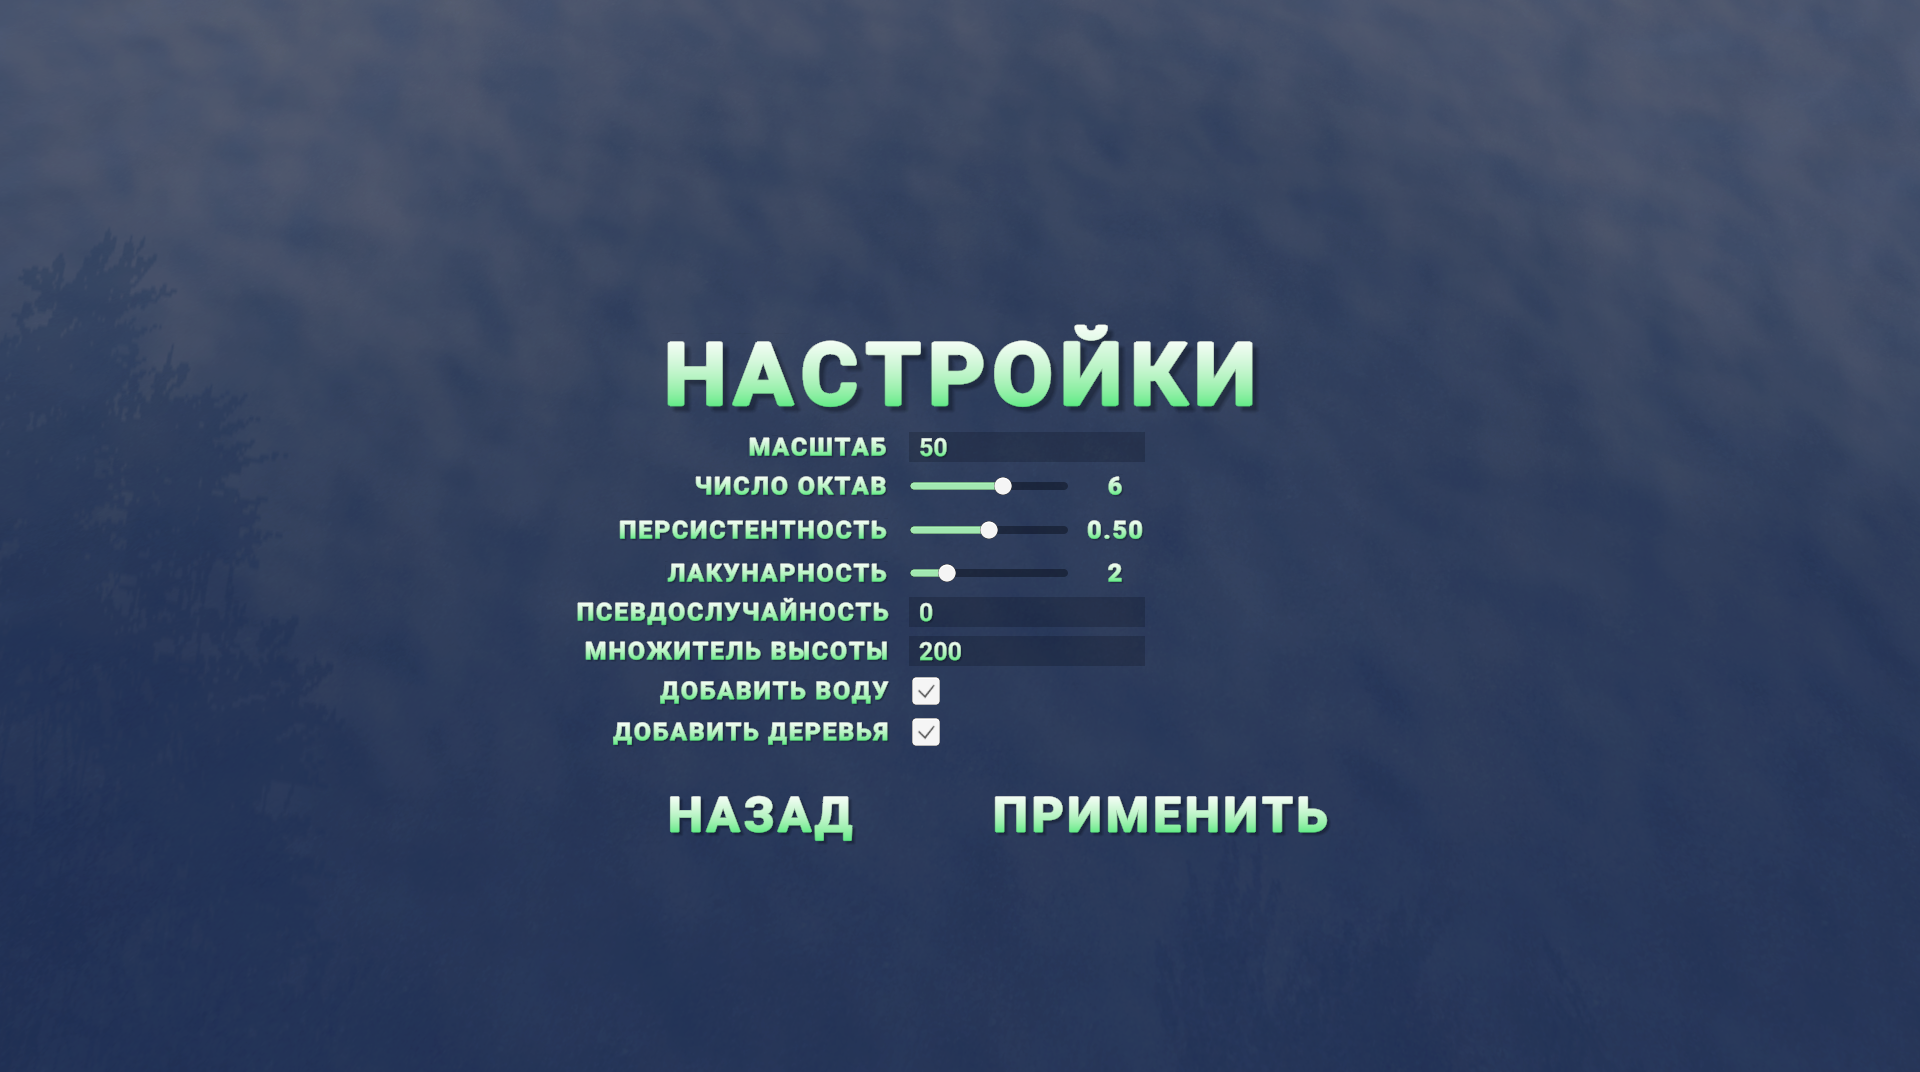 НАСТРОЙКИ
МАСШТАБ 50
ЧИСЛО ОКТАВ 6
ПЕРСИСТЕНТНОСТЬ 0.50
ЛАКУНАРНОСТЬ 2
ПСЕВДОСЛУЧАЙНОСТЬ 0
МНОЖИТЕЛЬ ВЫСОТЫ 200
ДОБАВИТЬ ВОДУ
ДОБАВИТЬ ДЕРЕВЬЯ
НАЗАД ПРИМЕНИТЬ